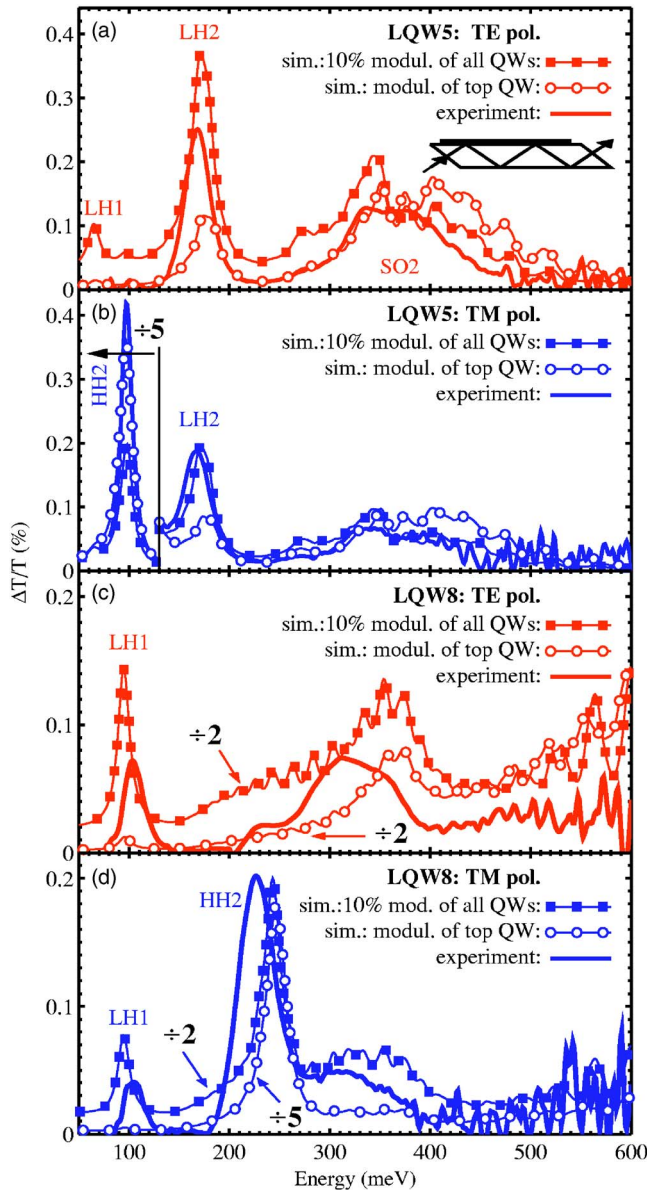 (a)
LH2
LQW5: TE pol.
sim.:10% modul. of all QWs:
sim.: modul. of top QW:
experiment:
LH1
SO2
0.4
0.3
0.2
0.1
0
(b)
÷5
LQW5: TM pol.
sim.:10% modul. of all QWs:
sim.: modul. of top QW:
experiment:
HH2
LH2
0.4
0.3
0.2
0.1
0
ΔT/T (%)
(c)
LQW8: TE pol.
sim.:10% modul. of all QWs:
sim.: modul. of top QW:
experiment:
LH1
÷2
÷2
0.2
0.1
0
(d)
LQW8: TM pol.
HH2
sim.:10% mod. of all QWs:
sim.: modul. of top QW:
experiment:
LH1
÷2
÷5
0.2
0.1
0
100 200 300 400 500 600
Energy (meV)